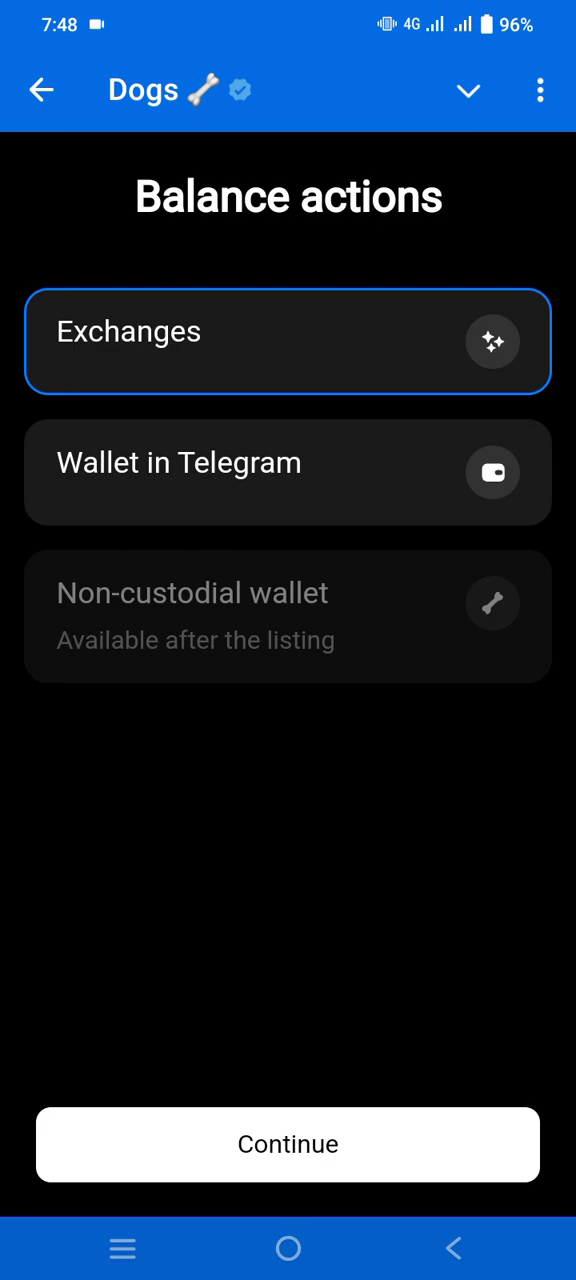 7:48 4G 96%
Dogs 🦴
Balance actions
Exchanges
Wallet in Telegram
Non-custodial wallet
Available after the listing
Continue